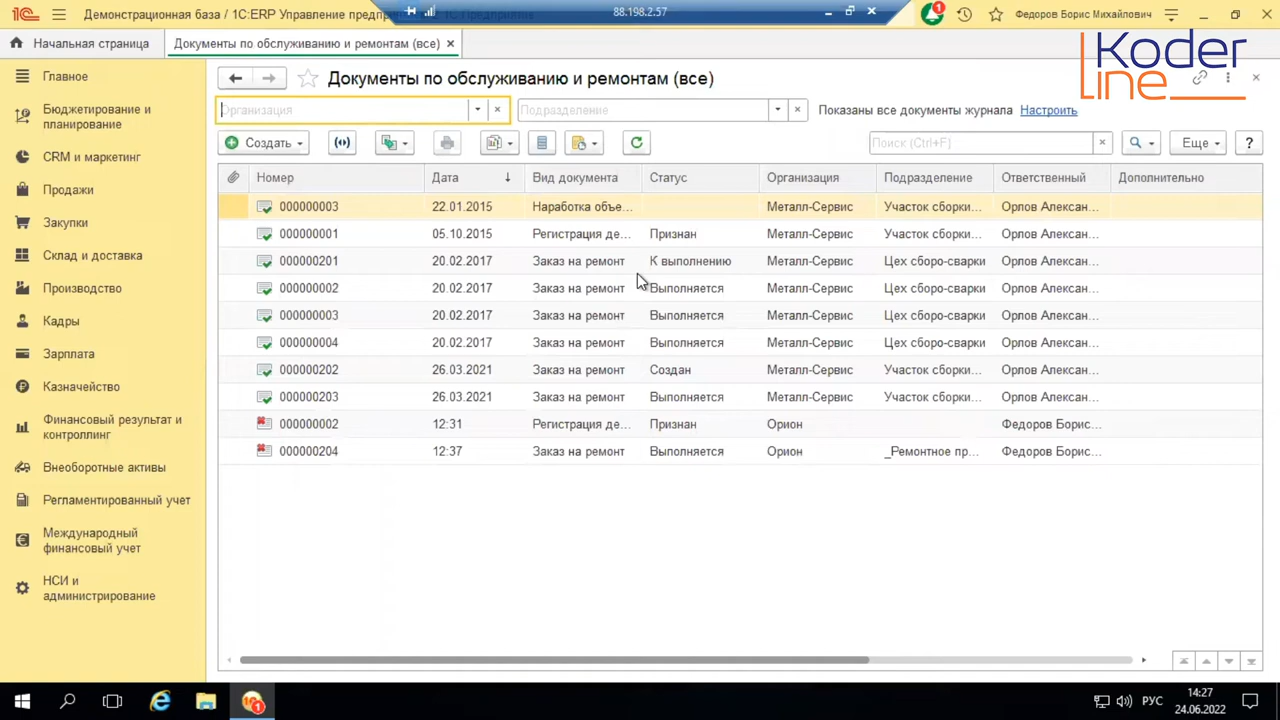 Демонстрационная база / 1С:ERP Управление предпр
88.198.2.57
1
Федоров Борис Михайлович
Начальная страница
Документы по обслуживанию и ремонтам (все)
Koder
line
Главное
Бюджетирование и
планирование
CRM и маркетинг
Продажи
Закупки
Склад и доставка
Производство
Кадры
Зарплата
Казначейство
Финансовый результат и
контроллинг
Внеоборотные активы
Регламентированный учет
Международный
финансовый учет
НСИ и
администрирование
Документы по обслуживанию и ремонтам (все)
Организация
Подразделение
Показаны все документы журнала Настроить
Создать
Поиск (Ctrl+F)
Еще
?
Номер Дата Вид документа Статус Организация Подразделение Ответственный Дополнительно
000000003 22.01.2015 Наработка объе... Металл-Сервис Участок сборки... Орлов Алексан...
000000001 05.10.2015 Регистрация де... Признан Металл-Сервис Участок сборки... Орлов Алексан...
000000201 20.02.2017 Заказ на ремонт К выполнению Металл-Сервис Цех сборо-сварки Орлов Алексан...
000000002 20.02.2017 Заказ на ремонт Выполняется Металл-Сервис Цех сборо-сварки Орлов Алексан...
000000003 20.02.2017 Заказ на ремонт Выполняется Металл-Сервис Цех сборо-сварки Орлов Алексан...
000000004 20.02.2017 Заказ на ремонт Выполняется Металл-Сервис Цех сборо-сварки Орлов Алексан...
000000202 26.03.2021 Заказ на ремонт Создан Металл-Сервис Участок сборки... Орлов Алексан...
000000203 26.03.2021 Заказ на ремонт Выполняется Металл-Сервис Участок сборки... Орлов Алексан...
000000002 12:31 Регистрация де... Признан Орион Федоров Борис...
000000204 12:37 Заказ на ремонт Выполняется Орион _Ремонтное пр... Федоров Борис...
РУС
14:27
24.06.2022